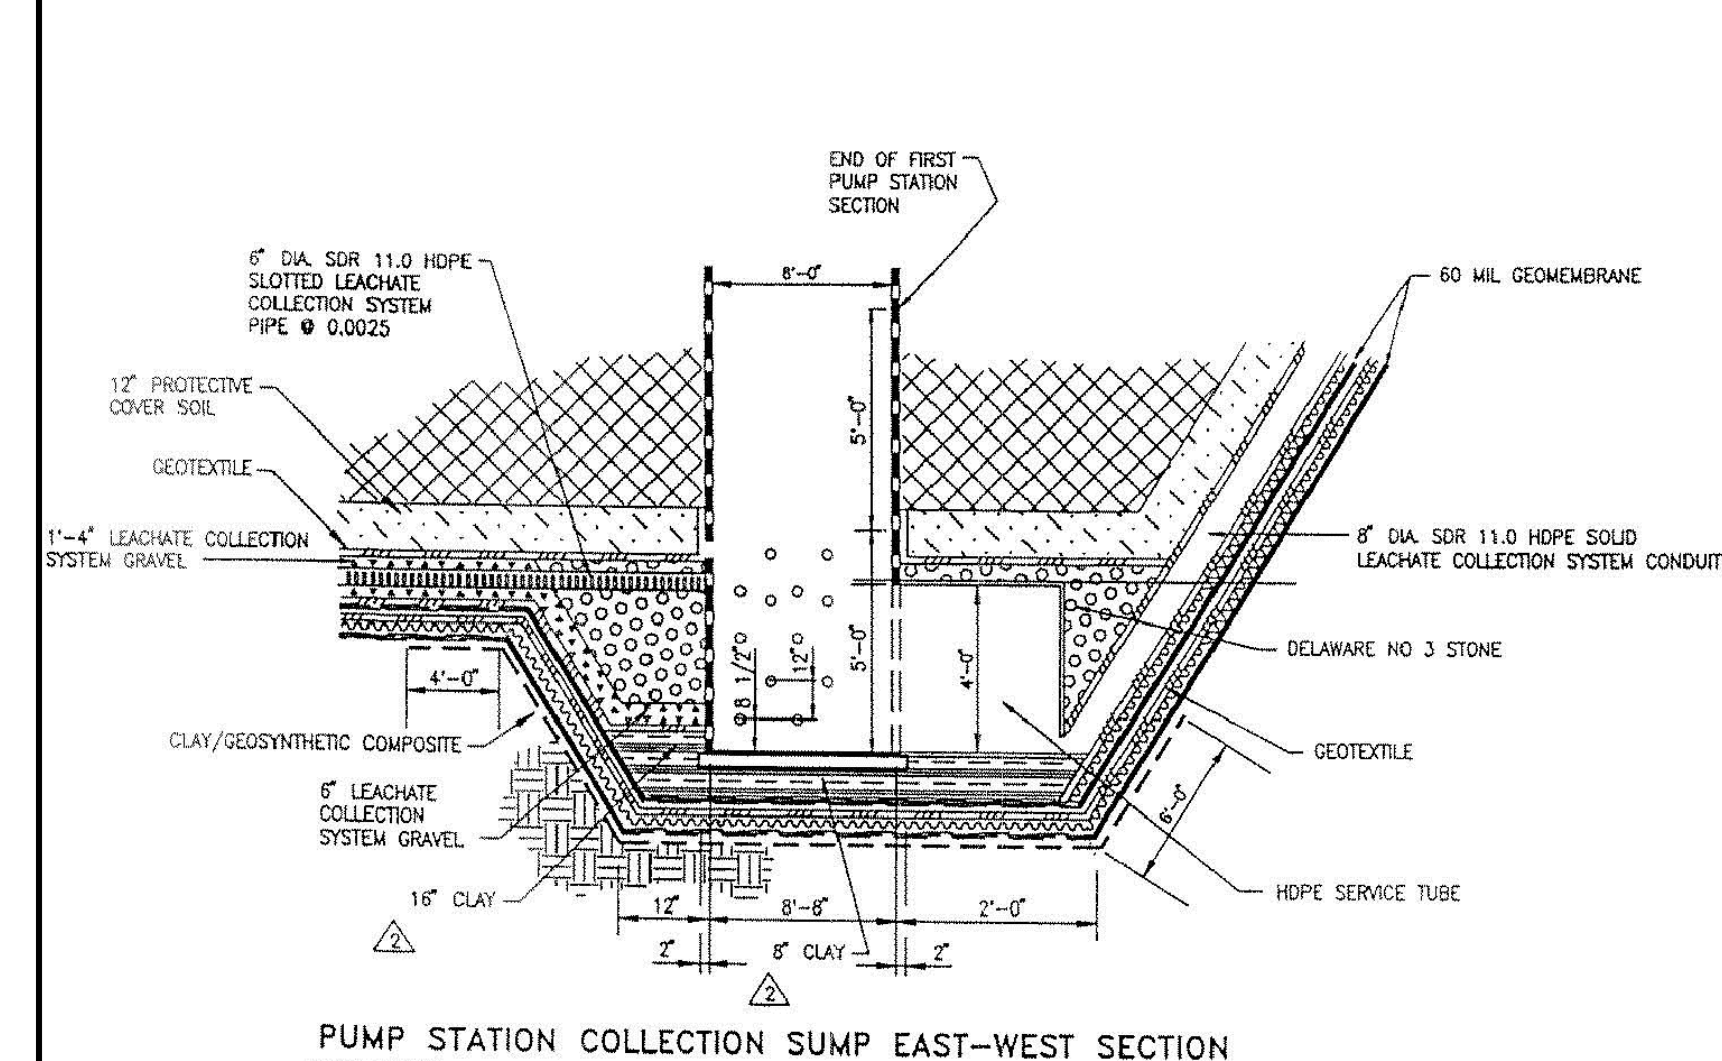 END OF FIRST
PUMP STATION
SECTION
6" DIA. SDR 11.0 HDPE
SLOTTED LEACHATE
COLLECTION SYSTEM
PIPE @ 0.0025
8'-0"
60 MIL GEOMEMBRANE
12" PROTECTIVE
COVER SOIL
GEOTEXTILE
5'-0"
1'-4" LEACHATE COLLECTION
SYSTEM GRAVEL
8" DIA. SDR 11.0 HDPE SOLID
LEACHATE COLLECTION SYSTEM CONDUIT
5'-0"
4'-0"
8 1/2"
12"
DELAWARE NO 3 STONE
4'-0"
CLAY/GEOSYNTHETIC COMPOSITE
GEOTEXTILE
6" LEACHATE
COLLECTION
SYSTEM GRAVEL
6'-0"
16" CLAY
HDPE SERVICE TUBE
12"
8'-8"
2'-0"
2
2"
8" CLAY
2"
2
PUMP STATION COLLECTION SUMP EAST-WEST SECTION